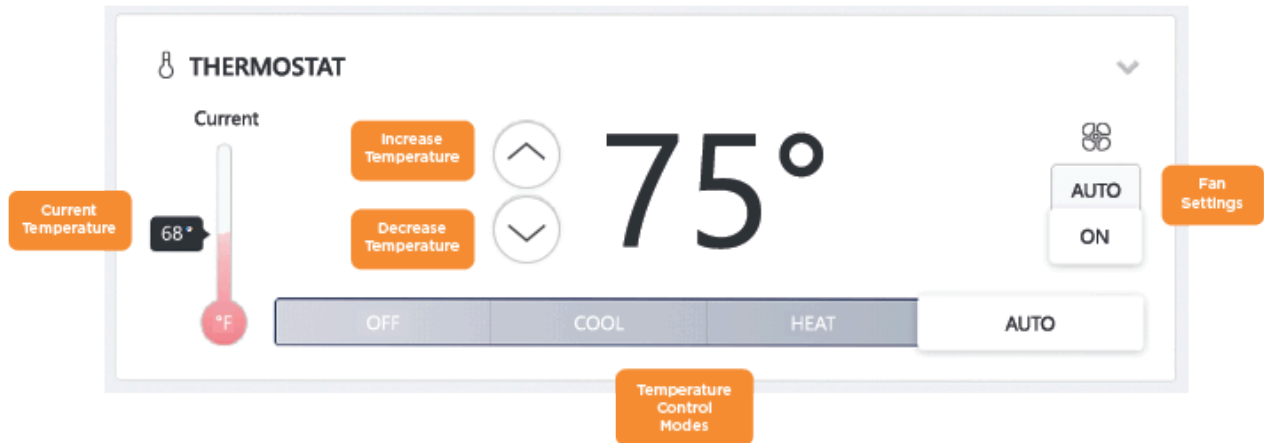 THERMOSTAT
Current
Increase
Temperature
75°
AUTO
Fan
Settings
Current
Temperature
68°
Decrease
Temperature
ON
°F
OFF
COOL
HEAT
AUTO
Temperature
Control
Modes